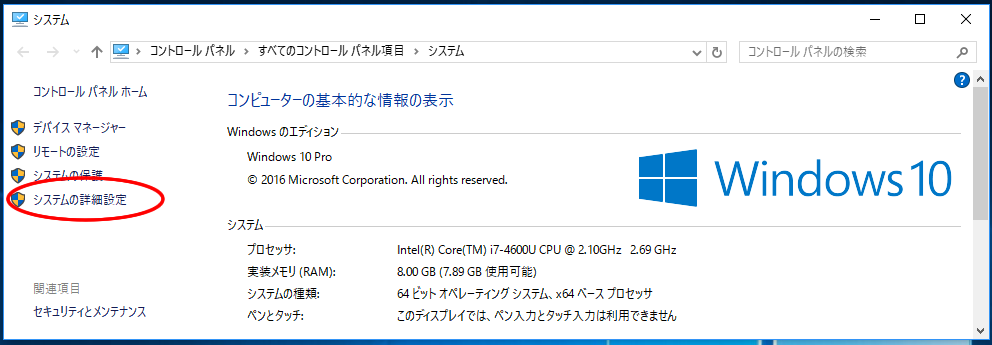 システム
コントロール パネル > すべてのコントロール パネル項目 > システム
コントロール パネルの検索
コントロール パネル ホーム
デバイス マネージャー
リモートの設定
システムの保護
システムの詳細設定
関連項目
セキュリティとメンテナンス
?
コンピューターの基本的な情報の表示
Windows のエディション
Windows 10 Pro
© 2016 Microsoft Corporation. All rights reserved.
Windows 10
システム
プロセッサ: Intel(R) Core(TM) i7-4600U CPU @ 2.10GHz 2.69 GHz
実装メモリ (RAM): 8.00 GB (7.89 GB 使用可能)
システムの種類: 64 ビット オペレーティング システム、x64 ベース プロセッサ
ペンとタッチ: このディスプレイでは、ペン入力とタッチ入力は利用できません